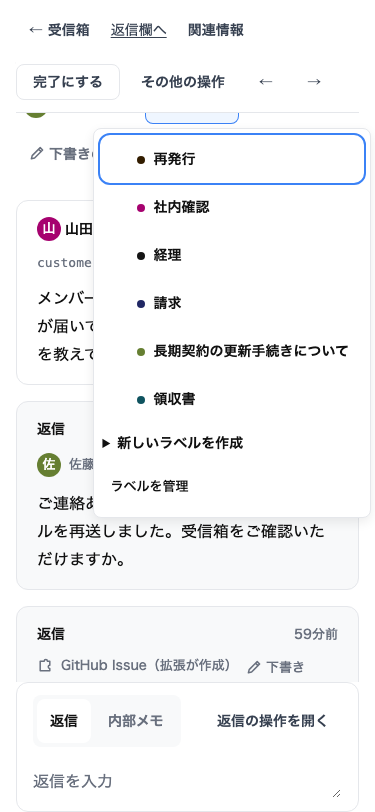 ← 受信箱 返信欄へ 関連情報
完了にする その他の操作 ← →
下書き
再発行
山 山田
社内確認
custome
経理
メンバー
請求
が届いて
長期契約の更新手続きについて
を教えて
領収書
返信
新しいラベルを作成
佐 佐藤
ラベルを管理
ご連絡あ
ルを再送しました。受信箱をご確認いた
だけますか。
返信 59分前
GitHub Issue（拡張が作成） 下書き
返信 内部メモ 返信の操作を開く
返信を入力